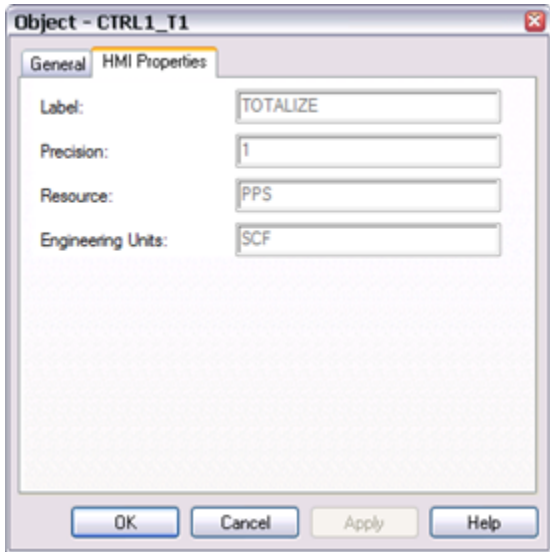 Object - CTRL1_T1
General HMI Properties
Label: TOTALIZE
Precision: 1
Resource: PPS
Engineering Units: SCF
OK Cancel Apply Help